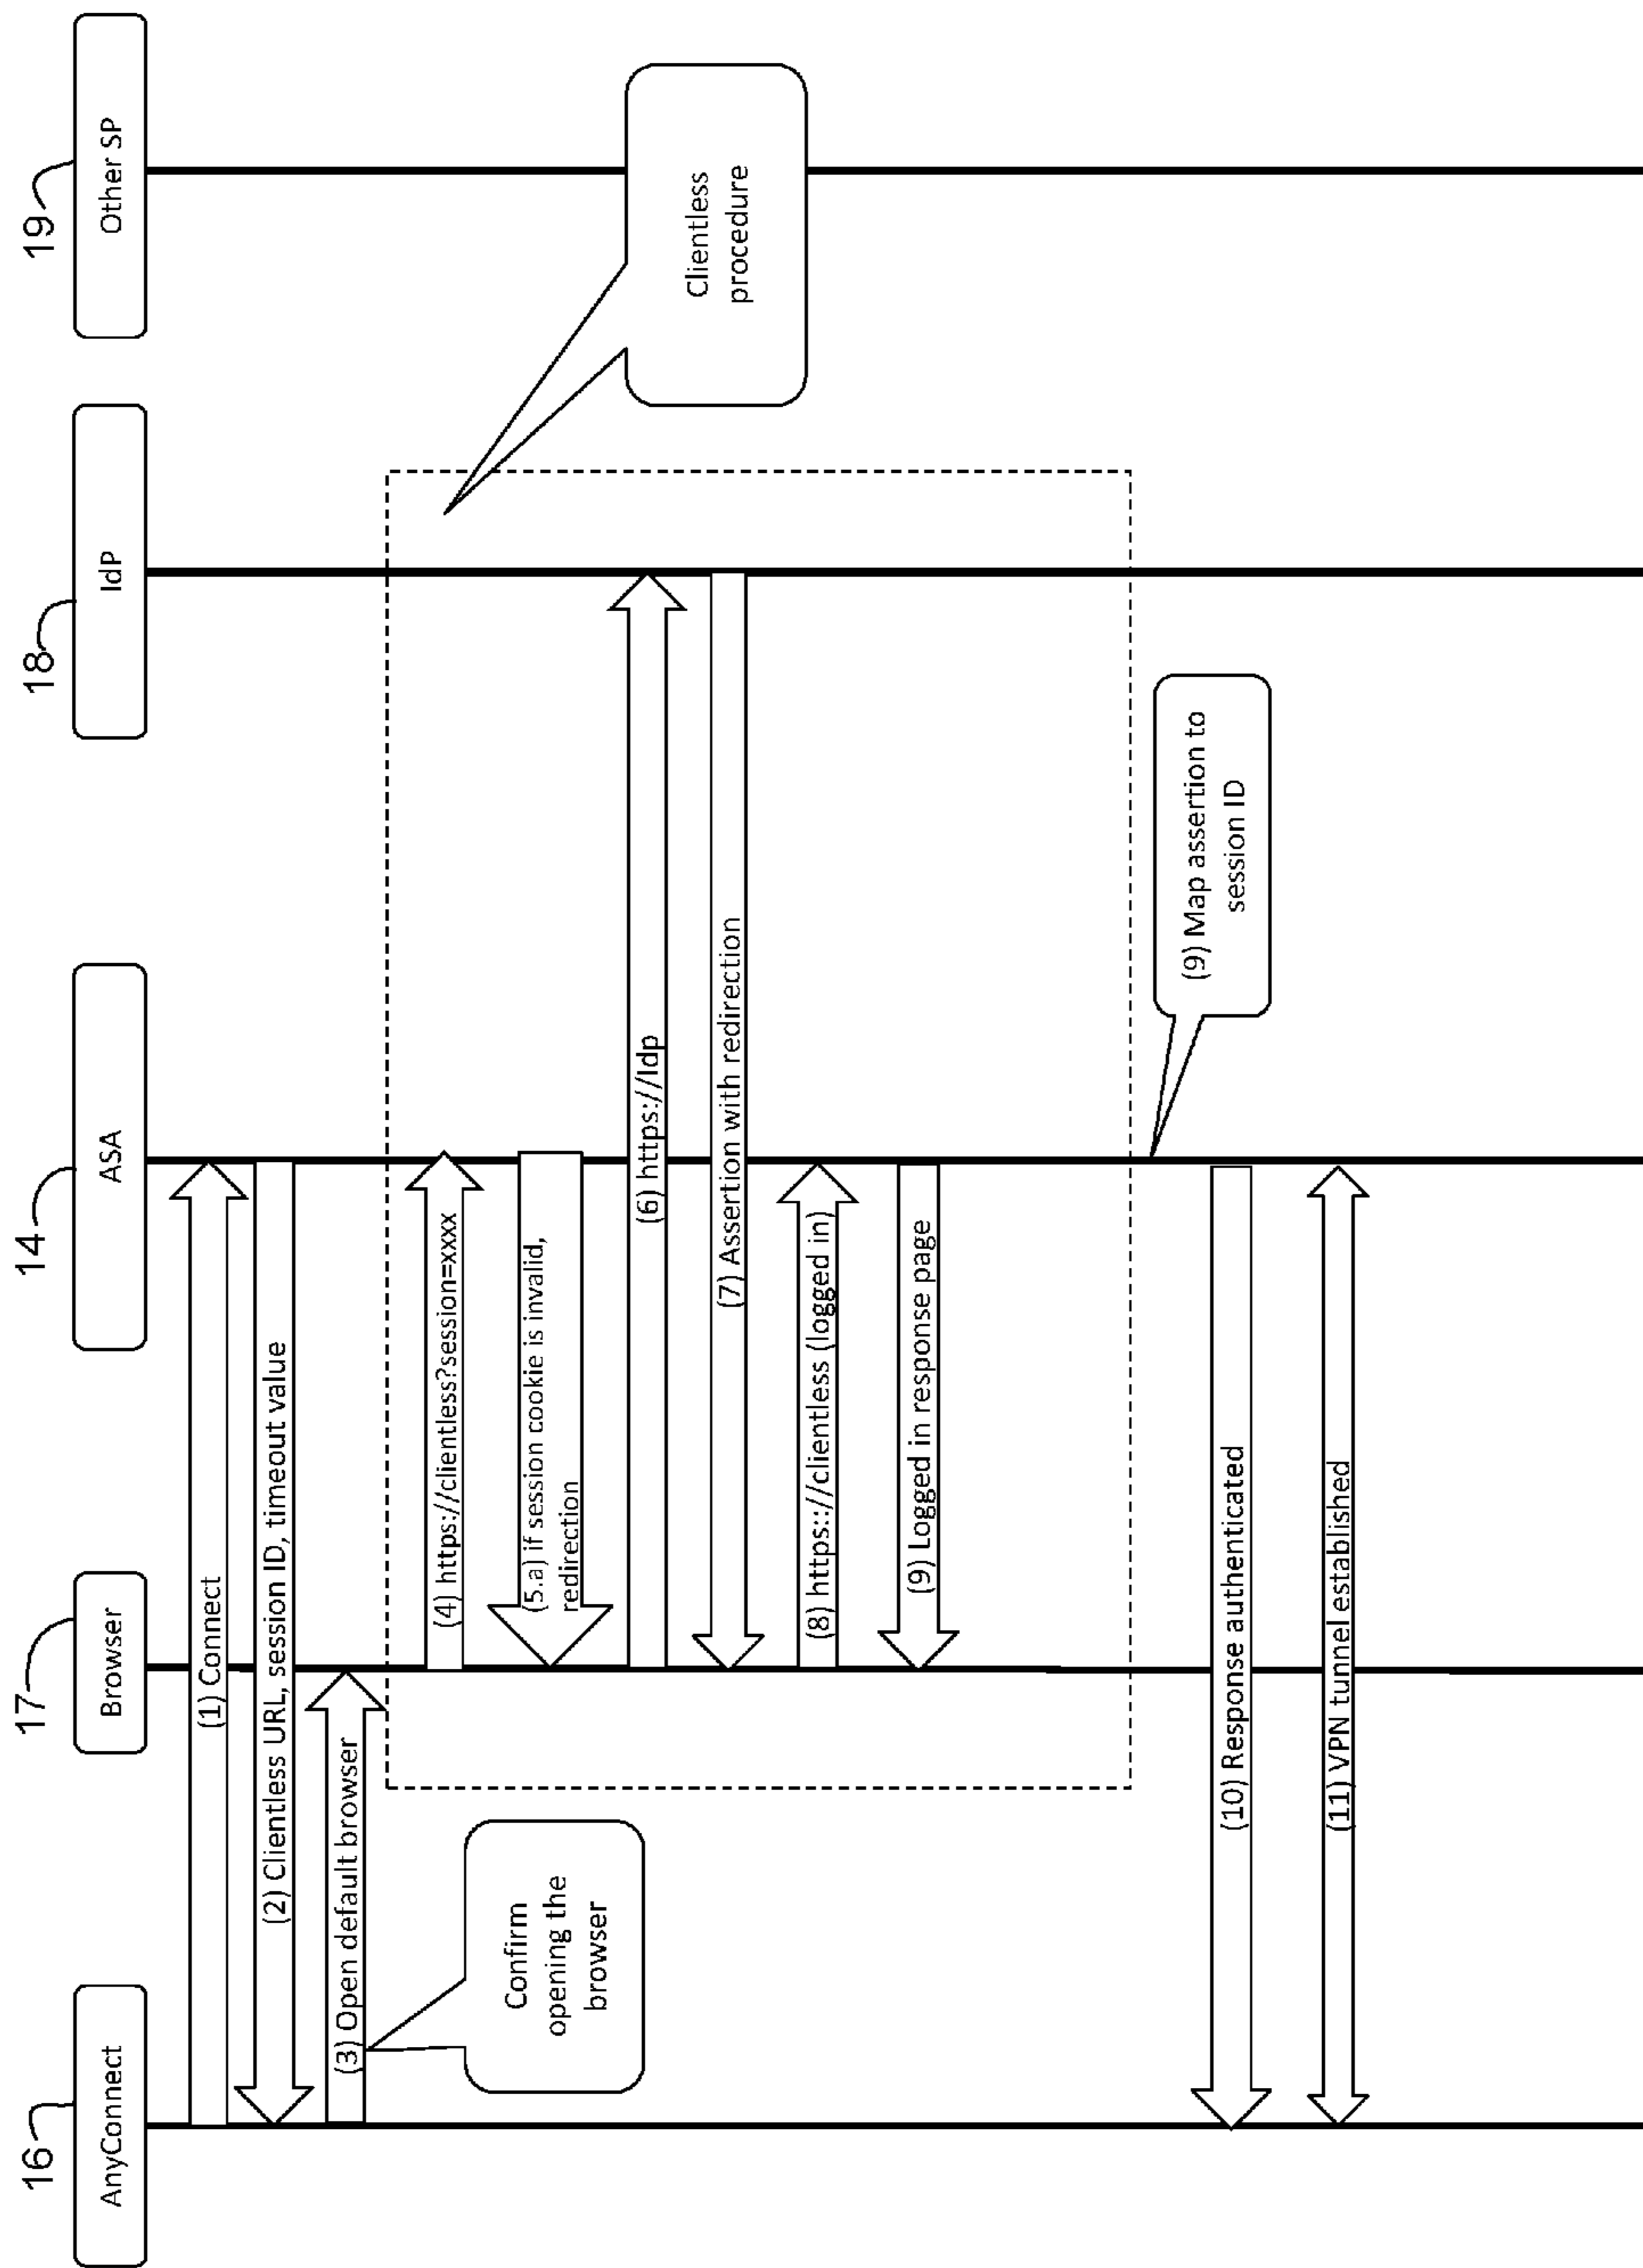 16
17
14
18
19
AnyConnect
Browser
ASA
IdP
Other SP
(1) Connect
(2) Clientless URL, session ID, timeout value
(3) Open default browser
Confirm
opening the
browser
(4) https://clientless?session=xxxx
(5.a) if session cookie is invalid,
redirection
(6) https://Idp
(7) Assertion with redirection
Clientless
procedure
(8) https:://clientless (logged in)
(9) Logged in response page
(9) Map assertion to
session ID
(10) Response authenticated
(11) VPN tunnel established